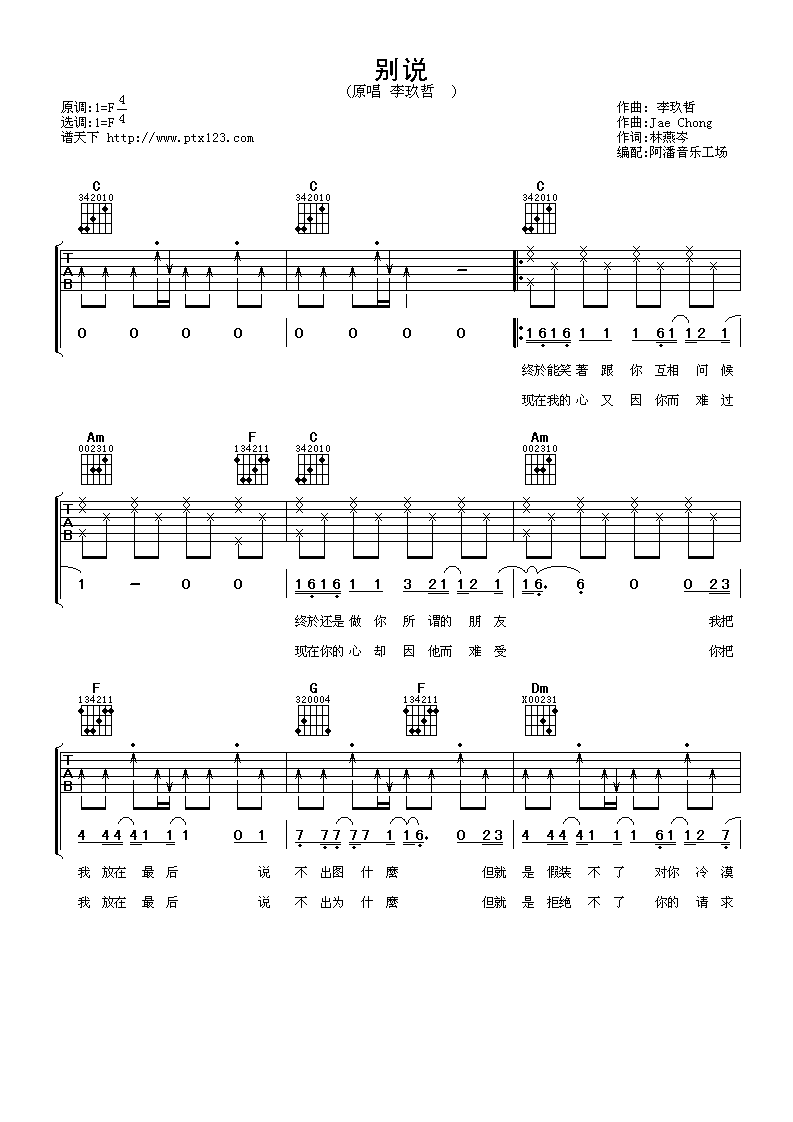 别说
(原唱 李玖哲 )
原调:1=F 4
选调:1=F 4
谱天下 http://www.ptx123.com
作曲: 李玖哲
作曲:Jae Chong
作词:林燕岑
编配:阿潘音乐工场
C C C
342010 342010 342010
T A B
0 0 0 0 0 0 0 0 1616 1 1 1 61 12 1
终於能笑著跟你互相问候
现在我的心又因你而难过
Am F C Am
002310 134211 342010 002310
T A B
1 - 0 0 1616 1 1 3 21 12 1 16. 6 0 0 23
终於还是做你所谓的朋友 我把
现在你的心却因他而难受 你把
F G F Dm
134211 320004 134211 X00231
T A B
4 44 41 1 1 0 1 7 77 77 1 16. 0 23 4 44 41 1 1 61 12 7
我放在最后 说不出图什麼 但就是假装不了对你冷漠
我放在最后 说不出为什麼 但就是拒绝不了你的请求